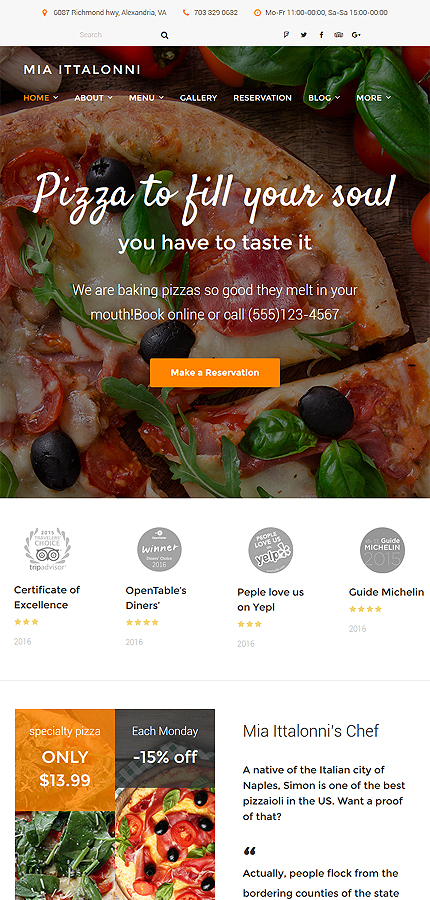 6087 Richmond hwy, Alexandria, VA 703 329 0632 Mo-Fr 11:00-00:00, Sa-Sa 15:00-00:00
Search
MIA ITTALONNI
HOME ABOUT MENU GALLERY RESERVATION BLOG MORE
Pizza to fill your soul
you have to taste it
We are baking pizzas so good they melt in your
mouth!Book online or call (555)123-4567
Make a Reservation
2015
TRAVELERS'
CHOICE
tripadvisor
winner
Diners' Choice
2016
PEOPLE
LOVE US
yelp
Guide
MICHELIN
2015
Certificate of
Excellence
2016
OpenTable's
Diners'
2016
Peple love us
on Yepl
2016
Guide Michelin
2016
specialty pizza
ONLY
$13.99
Each Monday
-15% off
Mia Ittalonni's Chef
A native of the Italian city of
Naples, Simon is one of the best
pizzaioli in the US. Want a proof
of that?
“
Actually, people flock from the
bordering counties of the state